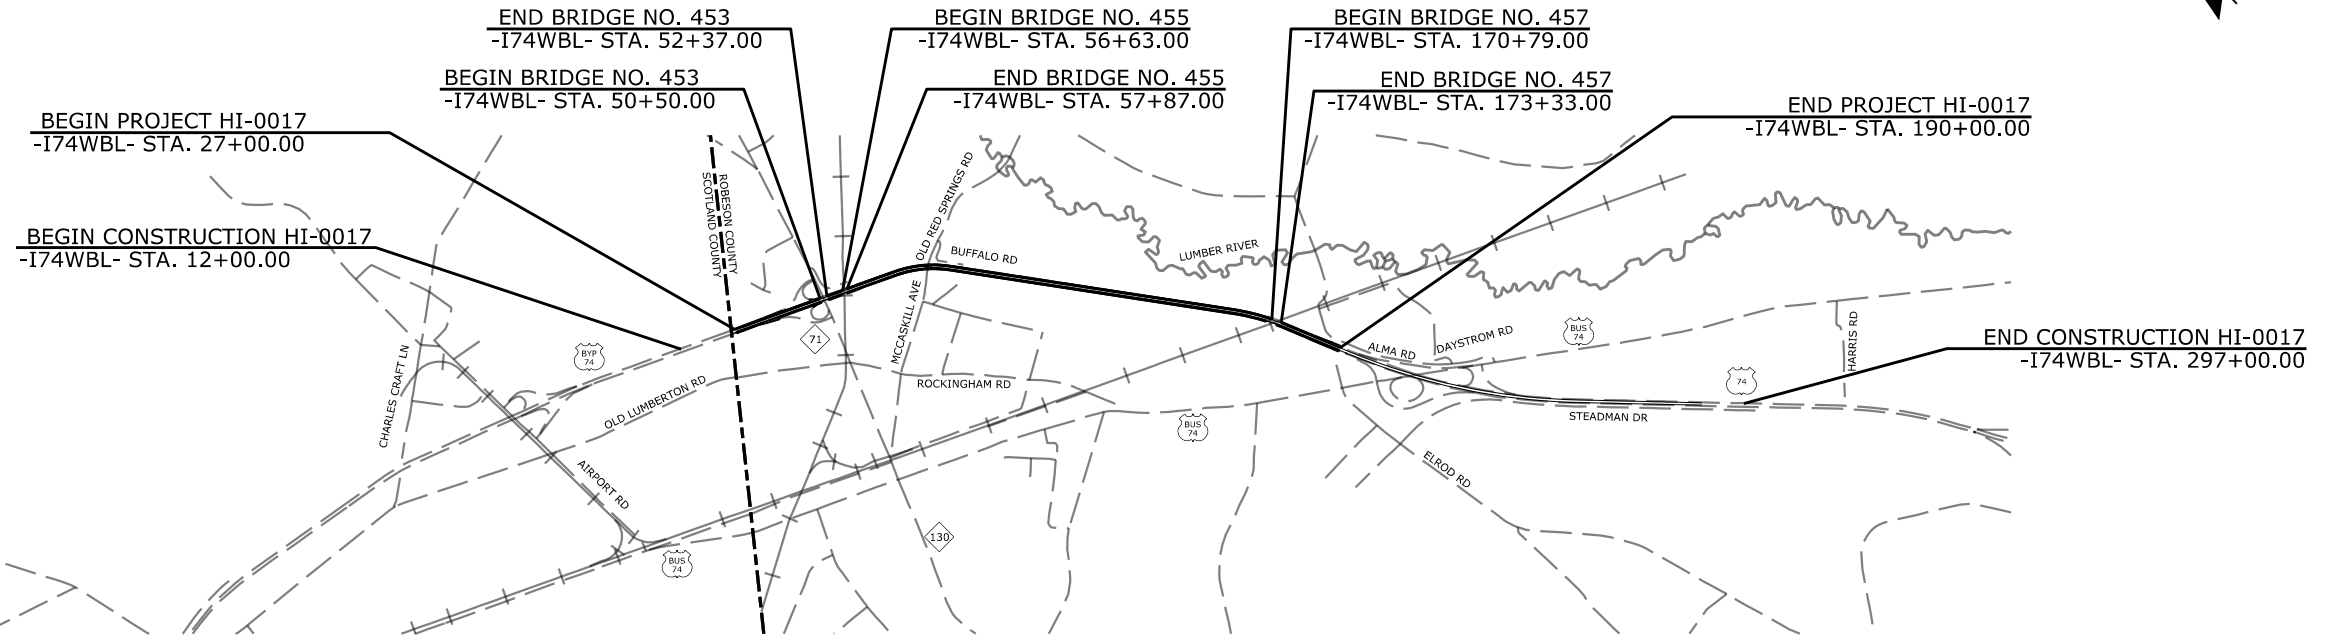 END BRIDGE NO. 453
-I74WBL- STA. 52+37.00
BEGIN BRIDGE NO. 455
-I74WBL- STA. 56+63.00
BEGIN BRIDGE NO. 457
-I74WBL- STA. 170+79.00
BEGIN BRIDGE NO. 453
-I74WBL- STA. 50+50.00
END BRIDGE NO. 455
-I74WBL- STA. 57+87.00
END BRIDGE NO. 457
-I74WBL- STA. 173+33.00
BEGIN PROJECT HI-0017
-I74WBL- STA. 27+00.00
END PROJECT HI-0017
-I74WBL- STA. 190+00.00
ROBESON COUNTY
SCOTLAND COUNTY
OLD RED SPRINGS RD
BEGIN CONSTRUCTION HI-0017
-I74WBL- STA. 12+00.00
BUFFALO RD
LUMBER RIVER
MCCASKILL AVE
71
BYP
74
CHARLES CRAFT LN
OLD LUMBERTON RD
ROCKINGHAM RD
ALMA RD
DAYSTROM RD
BUS
74
HARRIS RD
END CONSTRUCTION HI-0017
-I74WBL- STA. 297+00.00
74
STEADMAN DR
BUS
74
AIRPORT RD
ELROD RD
130
BUS
74